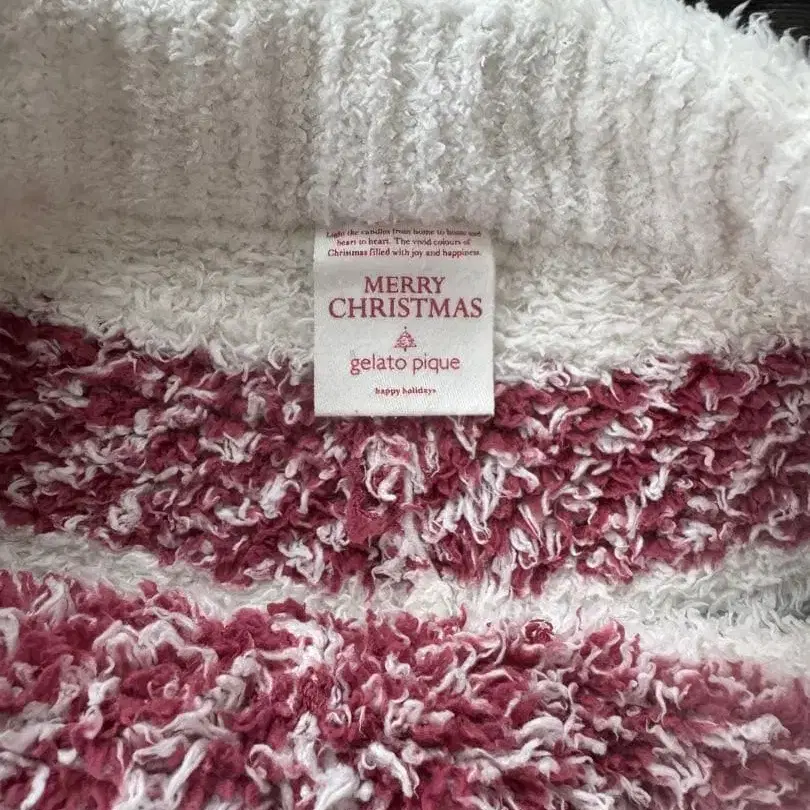 Light the candles from home to home and
heart to heart. The vivid colours of
Christmas filled with joy and happiness.
MERRY
CHRISTMAS
gelato pique
happy holidays